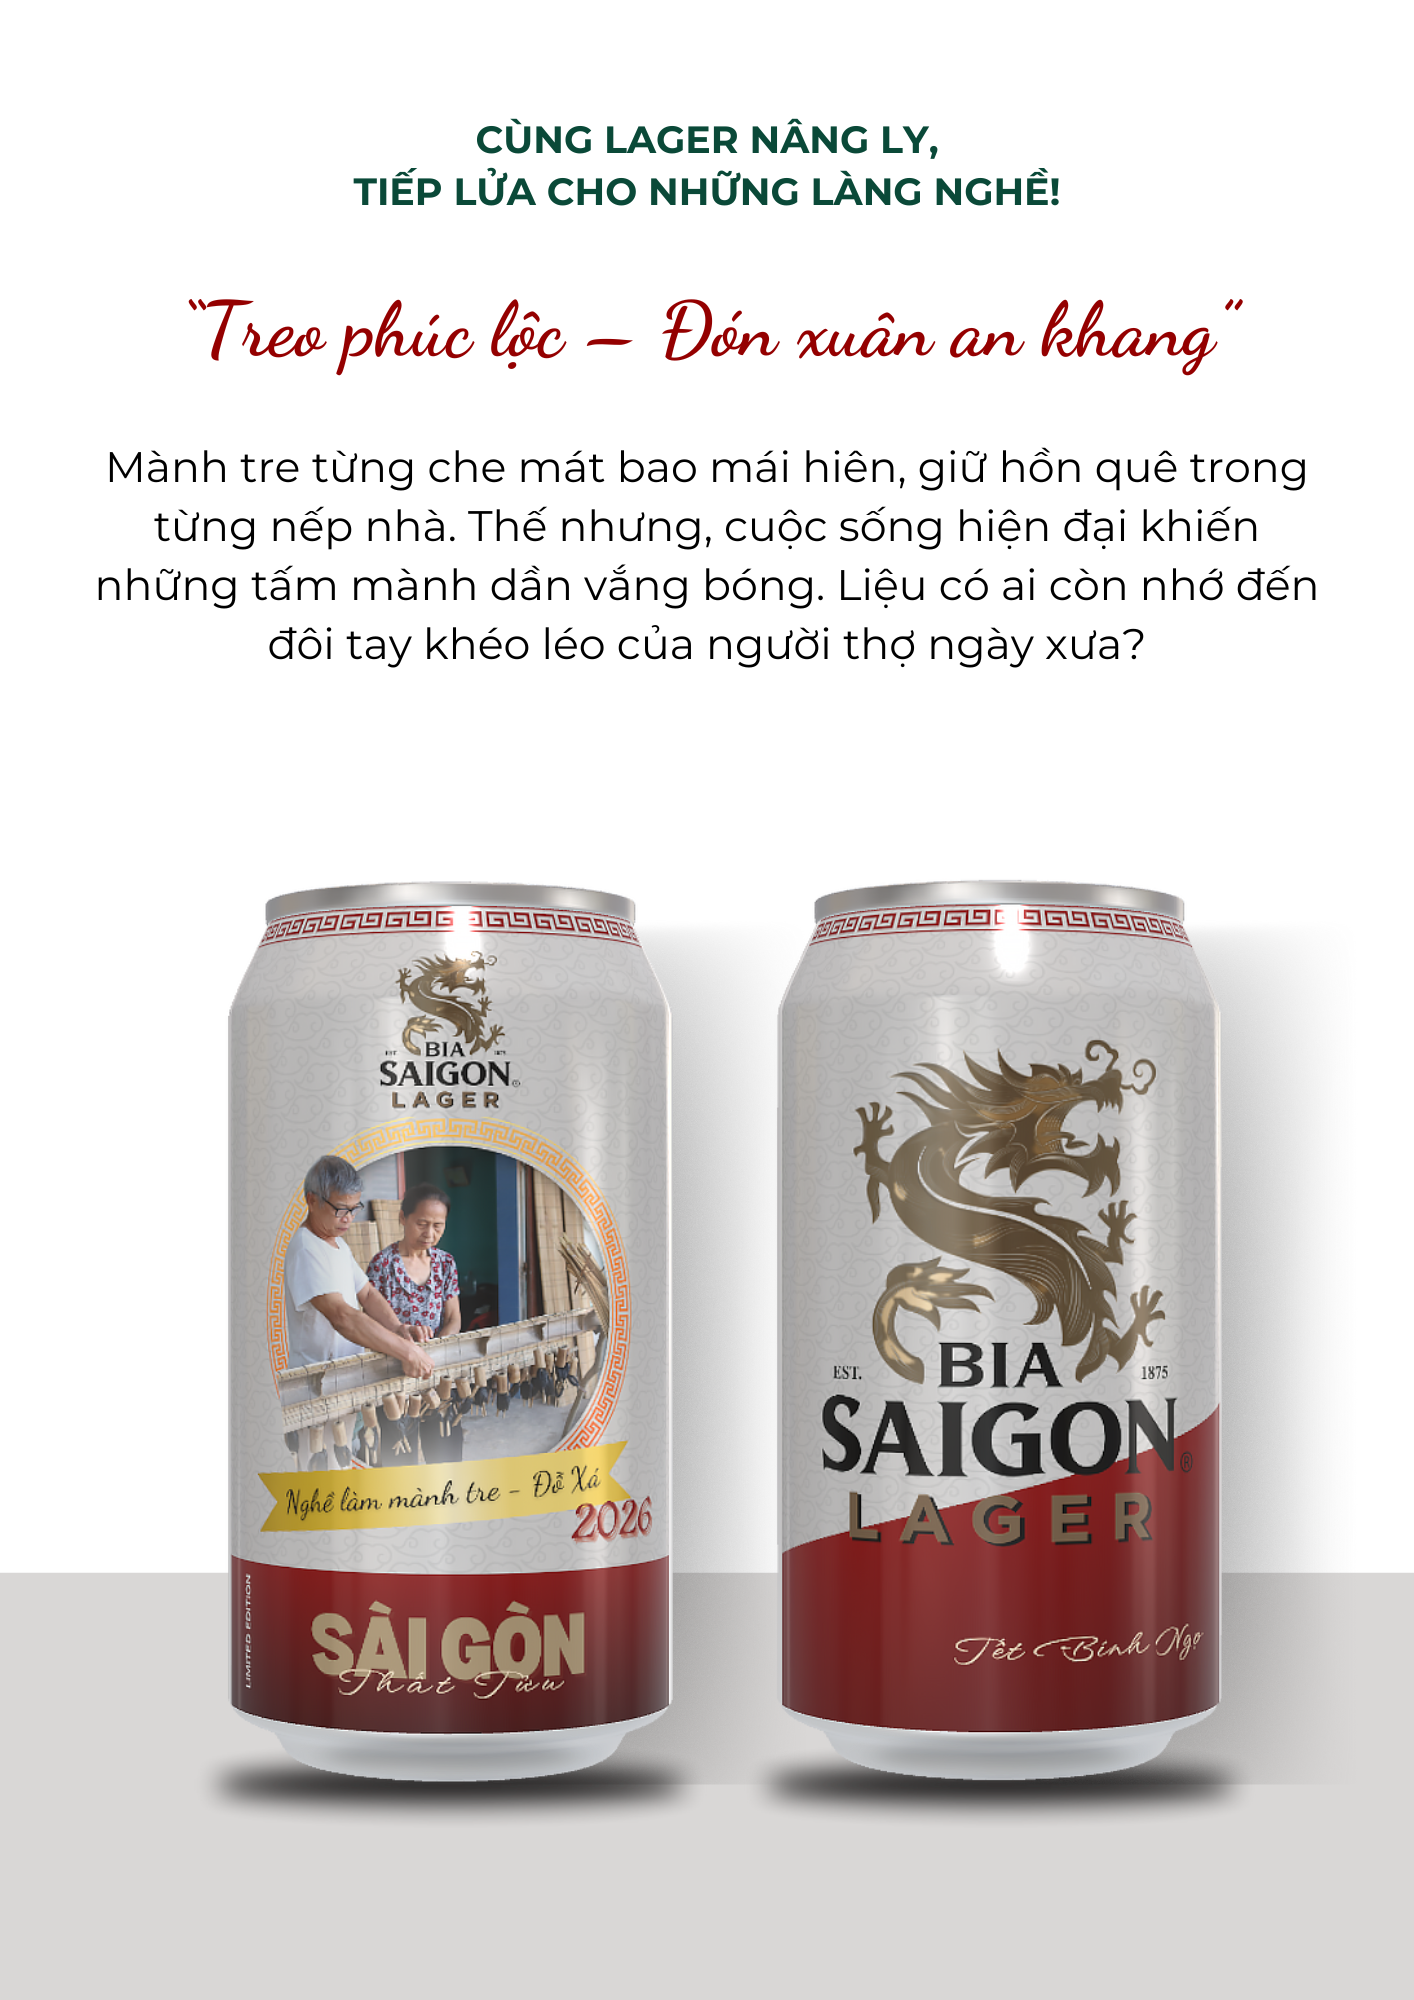 CÙNG LAGER NÂNG LY,
TIẾP LỬA CHO NHỮNG LÀNG NGHỀ!
“Treo phúc lộc – Đón xuân an khang”
Mành tre từng che mát bao mái hiên, giữ hồn quê trong
từng nếp nhà. Thế nhưng, cuộc sống hiện đại khiến
những tấm mành dần vắng bóng. Liệu có ai còn nhớ đến
đôi tay khéo léo của người thợ ngày xưa?
EST. BIA 1875
SAIGON®
LAGER
Nghề làm mành tre - Đỗ Xá
2026
LIMITED EDITION
SÀI GÒN
Thất Tửu
EST. BIA 1875
SAIGON®
LAGER
Tết Bính Ngọ